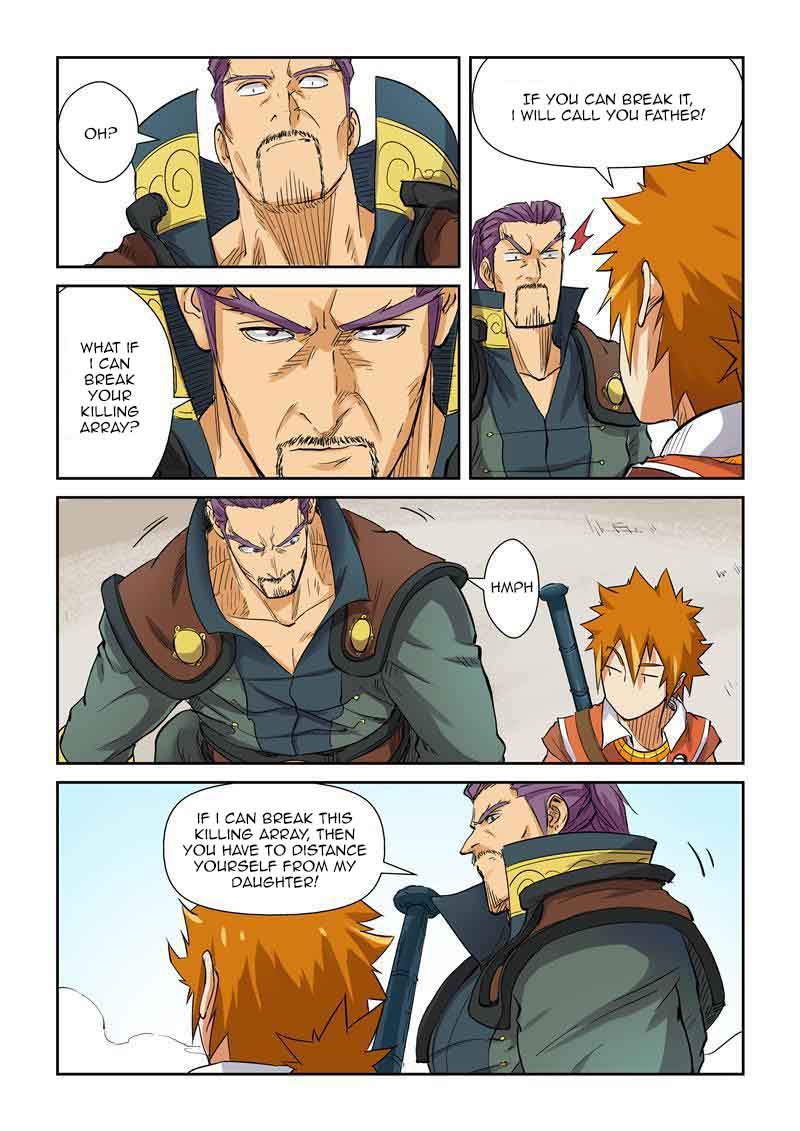 OH?
WHAT IF
I CAN
BREAK
YOUR
KILLING
ARRAY?
IF YOU CAN BREAK IT,
I WILL CALL YOU FATHER!
HMPH
IF I CAN BREAK THIS
KILLING ARRAY, THEN
YOU HAVE TO DISTANCE
YOURSELF FROM MY
DAUGHTER!